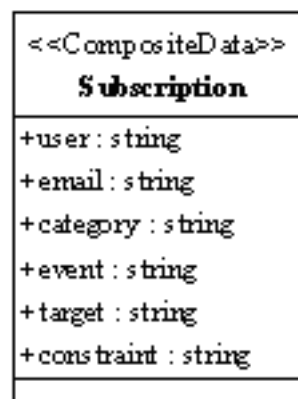 <<CompositeData>>
Subscription
+user : string
+email : string
+category : string
+event : string
+target : string
+constraint : string